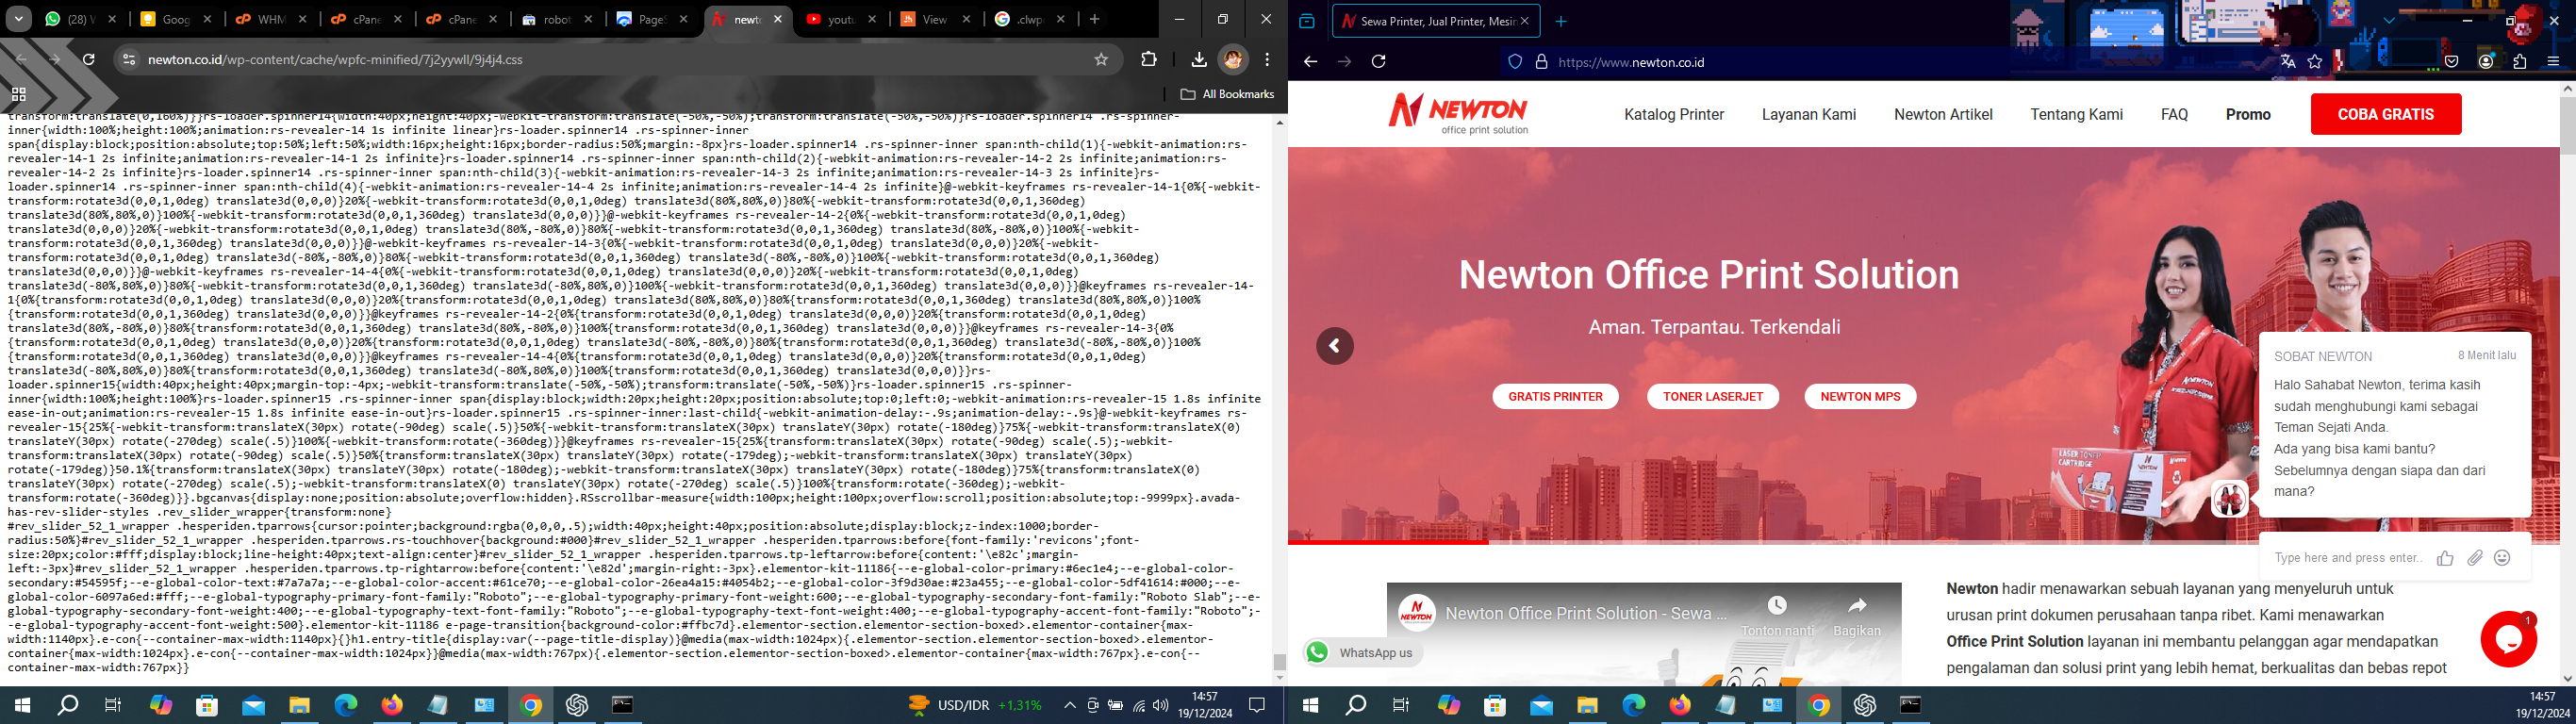 (28) W
Goog
WHM
cPane
cPane
robot
PageS
newto
youtu
View
.clwp
newton.co.id/wp-content/cache/wpfc-minified/7j2yywll/9j4j4.css
All Bookmarks
transform:translate(0,160%)}}rs-loader.spinner14{width:40px;height:40px;-webkit-transform:translate(-50%,-50%);transform:translate(-50%,-50%)}rs-loader.spinner14 .rs-spinner-
inner{width:100%;height:100%;animation:rs-revealer-14 1s infinite linear}rs-loader.spinner14 .rs-spinner-inner
span{display:block;position:absolute;top:50%;left:50%;width:16px;height:16px;border-radius:50%;margin:-8px}rs-loader.spinner14 .rs-spinner-inner span:nth-child(1){-webkit-animation:rs-
revealer-14-1 2s infinite;animation:rs-revealer-14-1 2s infinite}rs-loader.spinner14 .rs-spinner-inner span:nth-child(2){-webkit-animation:rs-revealer-14-2 2s infinite;animation:rs-
revealer-14-2 2s infinite}rs-loader.spinner14 .rs-spinner-inner span:nth-child(3){-webkit-animation:rs-revealer-14-3 2s infinite;animation:rs-revealer-14-3 2s infinite}rs-
loader.spinner14 .rs-spinner-inner span:nth-child(4){-webkit-animation:rs-revealer-14-4 2s infinite;animation:rs-revealer-14-4 2s infinite}@-webkit-keyframes rs-revealer-14-1{0%{-webkit-
transform:rotate3d(0,0,1,0deg) translate3d(0,0,0)}20%{-webkit-transform:rotate3d(0,0,1,0deg) translate3d(80%,80%,0)}80%{-webkit-transform:rotate3d(0,0,1,360deg)
translate3d(80%,80%,0)}100%{-webkit-transform:rotate3d(0,0,1,360deg) translate3d(0,0,0)}}@-webkit-keyframes rs-revealer-14-2{0%{-webkit-transform:rotate3d(0,0,1,0deg)
translate3d(0,0,0)}20%{-webkit-transform:rotate3d(0,0,1,0deg) translate3d(80%,-80%,0)}80%{-webkit-transform:rotate3d(0,0,1,360deg) translate3d(80%,-80%,0)}100%{-webkit-
transform:rotate3d(0,0,1,360deg) translate3d(0,0,0)}}@-webkit-keyframes rs-revealer-14-3{0%{-webkit-transform:rotate3d(0,0,1,0deg) translate3d(0,0,0)}20%{-webkit-
transform:rotate3d(0,0,1,0deg) translate3d(-80%,-80%,0)}80%{-webkit-transform:rotate3d(0,0,1,360deg) translate3d(-80%,-80%,0)}100%{-webkit-transform:rotate3d(0,0,1,360deg)
translate3d(0,0,0)}}@-webkit-keyframes rs-revealer-14-4{0%{-webkit-transform:rotate3d(0,0,1,0deg) translate3d(0,0,0)}20%{-webkit-transform:rotate3d(0,0,1,0deg)
translate3d(-80%,80%,0)}80%{-webkit-transform:rotate3d(0,0,1,360deg) translate3d(-80%,80%,0)}100%{-webkit-transform:rotate3d(0,0,1,360deg) translate3d(0,0,0)}}@keyframes rs-revealer-14-
1{0%{transform:rotate3d(0,0,1,0deg) translate3d(0,0,0)}20%{transform:rotate3d(0,0,1,0deg) translate3d(80%,80%,0)}80%{transform:rotate3d(0,0,1,360deg) translate3d(80%,80%,0)}100%
{transform:rotate3d(0,0,1,360deg) translate3d(0,0,0)}}@keyframes rs-revealer-14-2{0%{transform:rotate3d(0,0,1,0deg) translate3d(0,0,0)}20%{transform:rotate3d(0,0,1,0deg)
translate3d(80%,-80%,0)}80%{transform:rotate3d(0,0,1,360deg) translate3d(80%,-80%,0)}100%{transform:rotate3d(0,0,1,360deg) translate3d(0,0,0)}}@keyframes rs-revealer-14-3{0%
{transform:rotate3d(0,0,1,0deg) translate3d(0,0,0)}20%{transform:rotate3d(0,0,1,0deg) translate3d(-80%,-80%,0)}80%{transform:rotate3d(0,0,1,360deg) translate3d(-80%,-80%,0)}100%
{transform:rotate3d(0,0,1,360deg) translate3d(0,0,0)}}@keyframes rs-revealer-14-4{0%{transform:rotate3d(0,0,1,0deg) translate3d(0,0,0)}20%{transform:rotate3d(0,0,1,0deg)
translate3d(-80%,80%,0)}80%{transform:rotate3d(0,0,1,360deg) translate3d(-80%,80%,0)}100%{transform:rotate3d(0,0,1,360deg) translate3d(0,0,0)}}rs-
loader.spinner15{width:40px;height:40px;margin-top:-4px;-webkit-transform:translate(-50%,-50%);transform:translate(-50%,-50%)}rs-loader.spinner15 .rs-spinner-
inner{width:100%;height:100%}rs-loader.spinner15 .rs-spinner-inner span{display:block;width:20px;height:20px;position:absolute;top:0;left:0;-webkit-animation:rs-revealer-15 1.8s infinite
ease-in-out;animation:rs-revealer-15 1.8s infinite ease-in-out}rs-loader.spinner15 .rs-spinner-inner:last-child{-webkit-animation-delay:-.9s;animation-delay:-.9s}@-webkit-keyframes rs-
revealer-15{25%{-webkit-transform:translateX(30px) rotate(-90deg) scale(.5)}50%{-webkit-transform:translateX(30px) translateY(30px) rotate(-180deg)}75%{-webkit-transform:translateX(0)
translateY(30px) rotate(-270deg) scale(.5)}100%{-webkit-transform:rotate(-360deg)}}@keyframes rs-revealer-15{25%{transform:translateX(30px) rotate(-90deg) scale(.5);-webkit-
transform:translateX(30px) rotate(-90deg) scale(.5)}50%{transform:translateX(30px) translateY(30px) rotate(-179deg);-webkit-transform:translateX(30px) translateY(30px)
rotate(-179deg)}50.1%{transform:translateX(30px) translateY(30px) rotate(-180deg);-webkit-transform:translateX(30px) translateY(30px) rotate(-180deg)}75%{transform:translateX(0)
translateY(30px) rotate(-270deg) scale(.5);-webkit-transform:translateX(0) translateY(30px) rotate(-270deg) scale(.5)}100%{transform:rotate(-360deg);-webkit-
transform:rotate(-360deg)}}.bgcanvas{display:none;position:absolute;overflow:hidden}.RSscrollbar-measure{width:100px;height:100px;overflow:scroll;position:absolute;top:-9999px}.avada-
has-rev-slider-styles .rev_slider_wrapper{transform:none}
#rev_slider_52_1_wrapper .hesperiden.tparrows{cursor:pointer;background:rgba(0,0,0,.5);width:40px;height:40px;position:absolute;display:block;z-index:1000;border-
radius:50%}#rev_slider_52_1_wrapper .hesperiden.tparrows.rs-touchhover{background:#000}#rev_slider_52_1_wrapper .hesperiden.tparrows:before{font-family:'revicons';font-
size:20px;color:#fff;display:block;line-height:40px;text-align:center}#rev_slider_52_1_wrapper .hesperiden.tparrows.tp-leftarrow:before{content:'\e82c';margin-
left:-3px}#rev_slider_52_1_wrapper .hesperiden.tparrows.tp-rightarrow:before{content:'\e82d';margin-right:-3px}.elementor-kit-11186{--e-global-color-primary:#6ec1e4;--e-global-color-
secondary:#54595f;--e-global-color-text:#7a7a7a;--e-global-color-accent:#61ce70;--e-global-color-26ea4a15:#4054b2;--e-global-color-3f9d30ae:#23a455;--e-global-color-5df41614:#000;--e-
global-color-6097a6ed:#fff;--e-global-typography-primary-font-family:"Roboto";--e-global-typography-primary-font-weight:600;--e-global-typography-secondary-font-family:"Roboto Slab";--e-
global-typography-secondary-font-weight:400;--e-global-typography-text-font-family:"Roboto";--e-global-typography-text-font-weight:400;--e-global-typography-accent-font-family:"Roboto";-
-e-global-typography-accent-font-weight:500}.elementor-kit-11186 e-page-transition{background-color:#ffbc7d}.elementor-section.elementor-section-boxed>.elementor-container{max-
width:1140px}.e-con{--container-max-width:1140px}{}h1.entry-title{display:var(--page-title-display)}@media(max-width:1024px){.elementor-section.elementor-section-boxed>.elementor-
container{max-width:1024px}.e-con{--container-max-width:1024px}}@media(max-width:767px){.elementor-section.elementor-section-boxed>.elementor-container{max-width:767px}.e-con{--
container-max-width:767px}}
USD/IDR +1,31%
14:57
19/12/2024
Sewa Printer, Jual Printer, Mesin
https://www.newton.co.id
NEWTON
office print solution
Katalog Printer
Layanan Kami
Newton Artikel
Tentang Kami
FAQ
Promo
COBA GRATIS
Newton Office Print Solution
Aman. Terpantau. Terkendali
GRATIS PRINTER
TONER LASERJET
NEWTON MPS
LASER TONER
CARTRIDGE
NEWTON
SOBAT NEWTON
8 Menit lalu
Halo Sahabat Newton, terima kasih
sudah menghubungi kami sebagai
Teman Sejati Anda.
Ada yang bisa kami bantu?
Sebelumnya dengan siapa dan dari
mana?
Type here and press enter..
NEWTON
Newton Office Print Solution - Sewa ...
Tonton nanti
Bagikan
WhatsApp us
Newton hadir menawarkan sebuah layanan yang menyeluruh untuk
urusan print dokumen perusahaan tanpa ribet. Kami menawarkan
Office Print Solution layanan ini membantu pelanggan agar mendapatkan
pengalaman dan solusi print yang lebih hemat, berkualitas dan bebas repot
1
14:57
19/12/2024